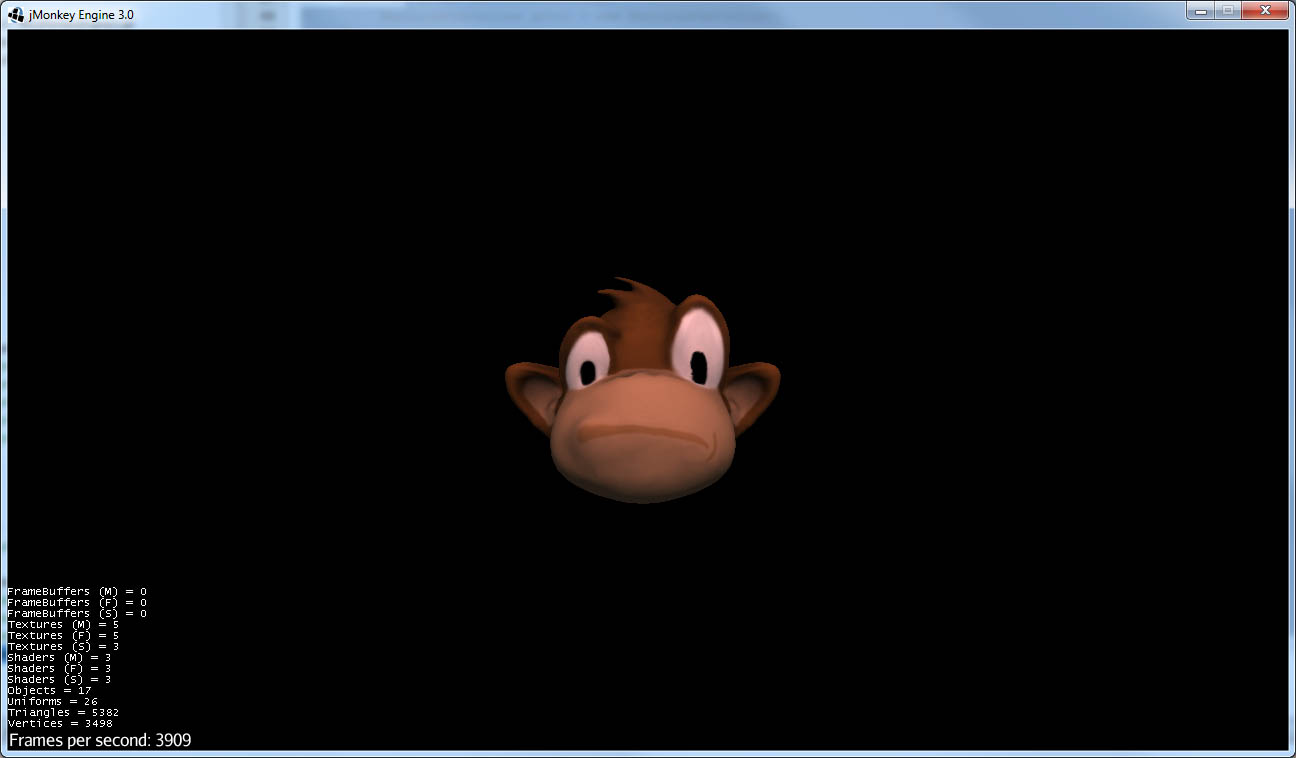 jMonkey Engine 3.0
FrameBuffers (M) = 0
FrameBuffers (F) = 0
FrameBuffers (S) = 0
Textures (M) = 5
Textures (F) = 5
Textures (S) = 3
Shaders (M) = 3
Shaders (F) = 3
Shaders (S) = 3
Objects = 17
Uniforms = 26
Triangles = 5382
Vertices = 3498
Frames per second: 3909